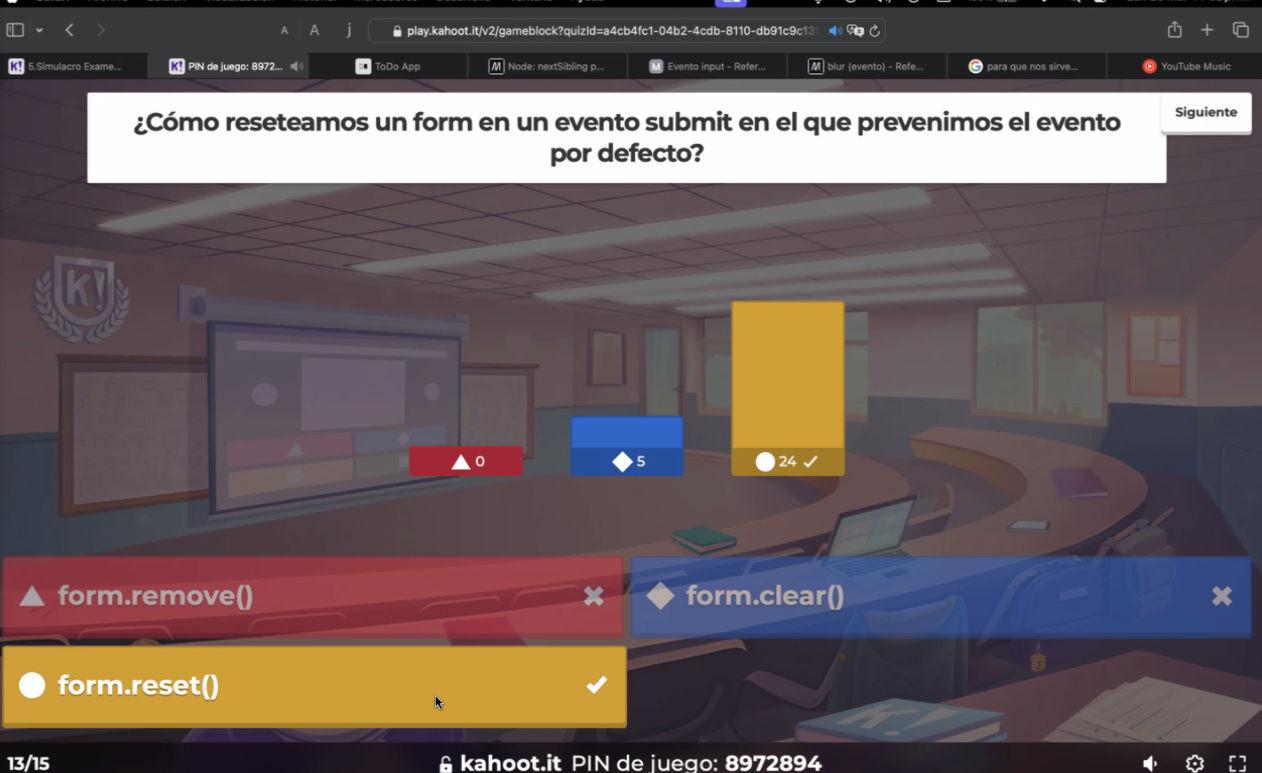 A
A
j
play.kahoot.it/v2/gameblock?quizId=a4cb4fc1-04b2-4cdb-8110-db91c9c13
K! 5.Simulacro Exame...
K! PIN de juego: 8972...
ToDo App
Node: nextSibling p...
Evento input - Refer...
blur (evento) - Refe...
para que nos sirve...
YouTube Music
¿Cómo reseteamos un form en un evento submit en el que prevenimos el evento
por defecto?
Siguiente
K!
0
5
24
form.remove()
form.clear()
form.reset()
K!
13/15
kahoot.it PIN de juego: 8972894